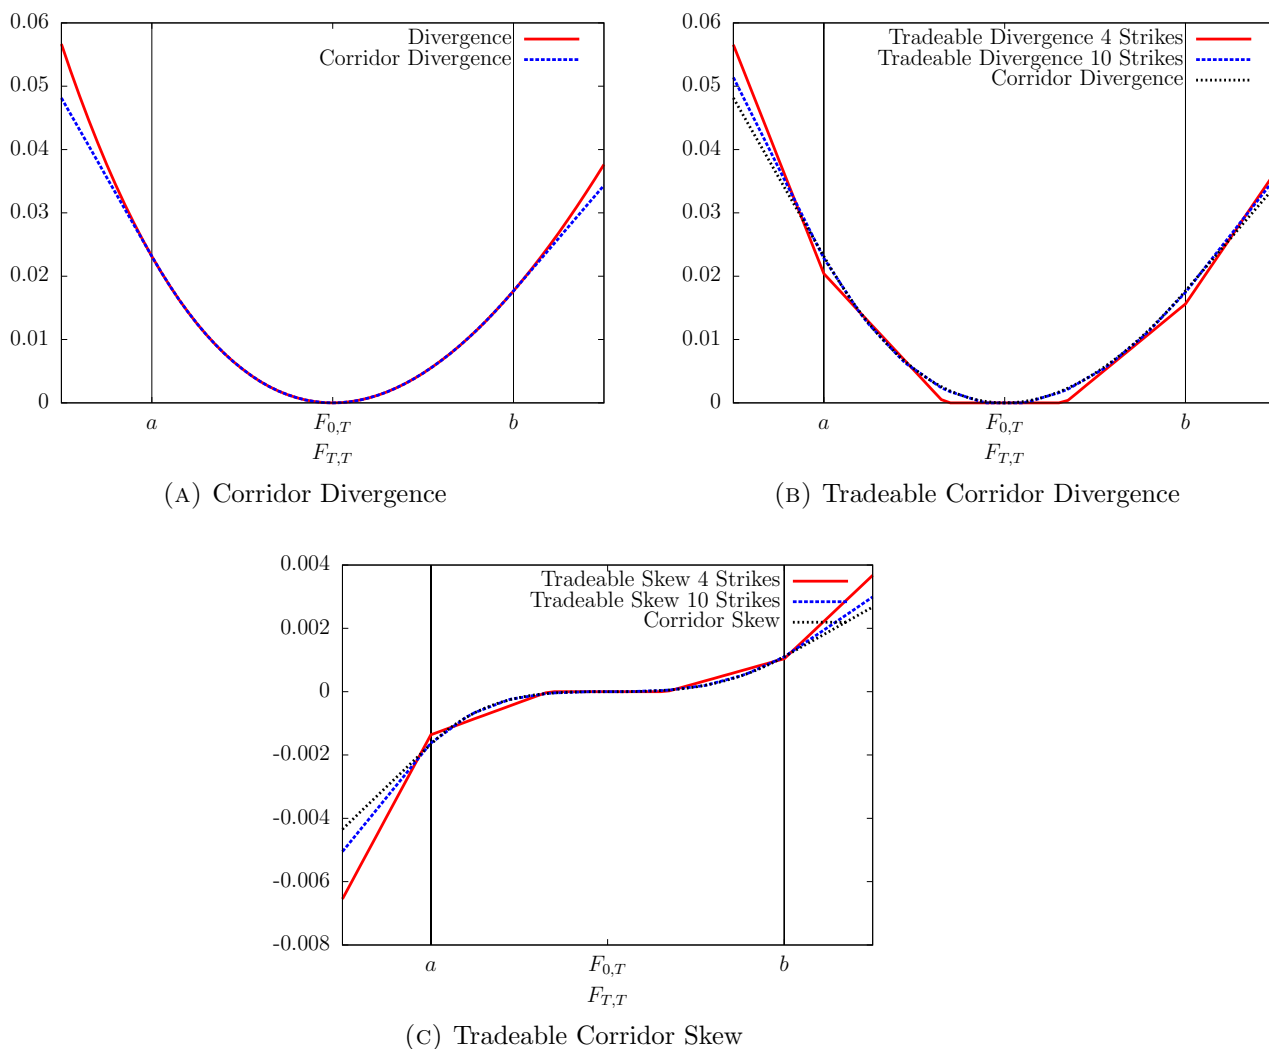 0.06
0.05
0.04
0.03
0.02
0.01
0
Divergence
Corridor Divergence
a
F0,T
b
FT,T
(A) Corridor Divergence
0.06
0.05
0.04
0.03
0.02
0.01
0
Tradeable Divergence 4 Strikes
Tradeable Divergence 10 Strikes
Corridor Divergence
a
F0,T
b
FT,T
(B) Tradeable Corridor Divergence
0.004
0.002
0
-0.002
-0.004
-0.006
-0.008
Tradeable Skew 4 Strikes
Tradeable Skew 10 Strikes
Corridor Skew
a
F0,T
b
FT,T
(C) Tradeable Corridor Skew